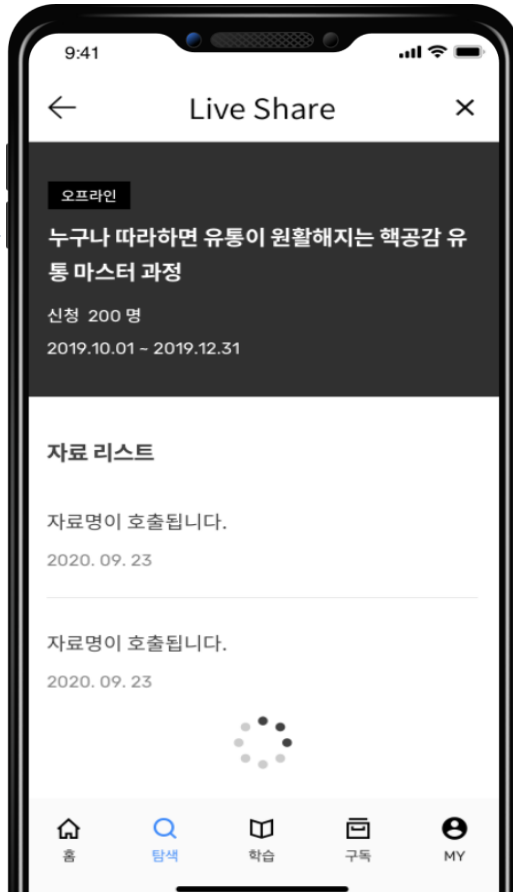 9:41
Live Share
오프라인
누구나 따라하면 유통이 원활해지는 핵공감 유
통 마스터 과정
신청 200 명
2019.10.01 ~ 2019.12.31
자료 리스트
자료명이 호출됩니다.
2020. 09. 23
자료명이 호출됩니다.
2020. 09. 23
홈 탐색 학습 구독 MY